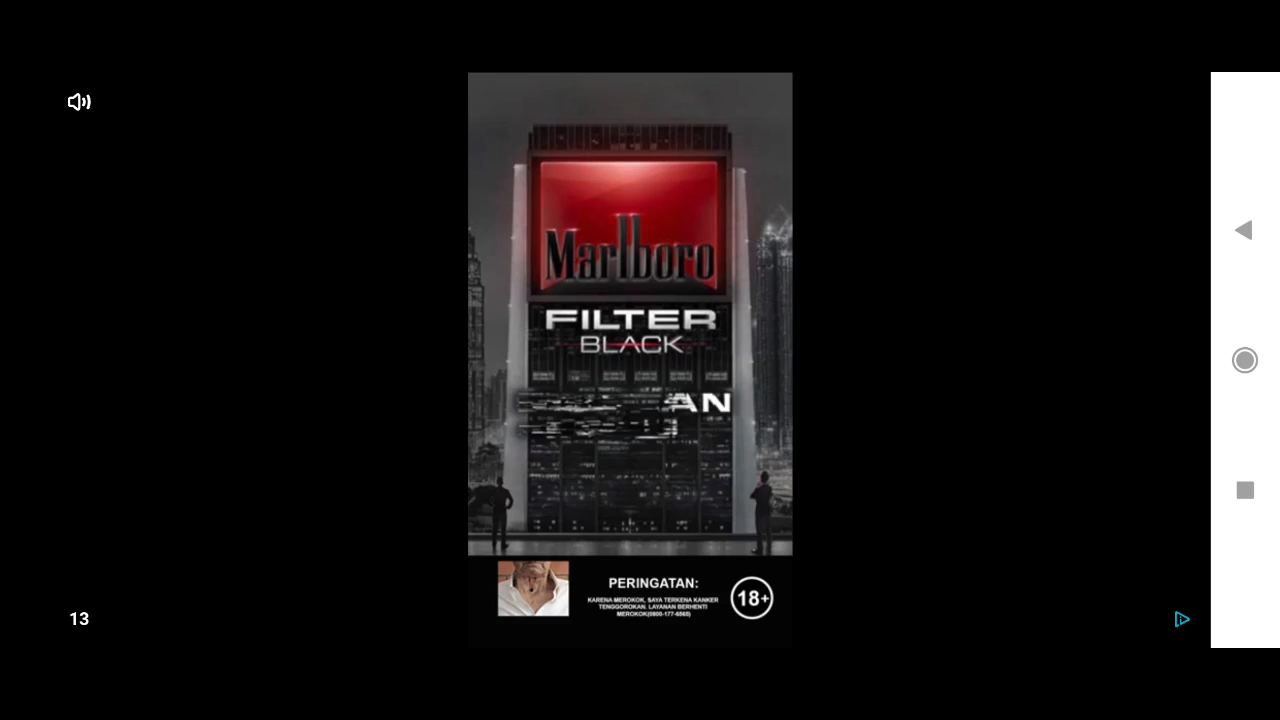 Marlboro
FILTER
BLACK
AN
PERINGATAN:
KARENA MEROKOK, SAYA TERKENA KANKER
TENGGOROKAN. LAYANAN BERHENTI
MEROKOK(0800-177-6565)
18+
13